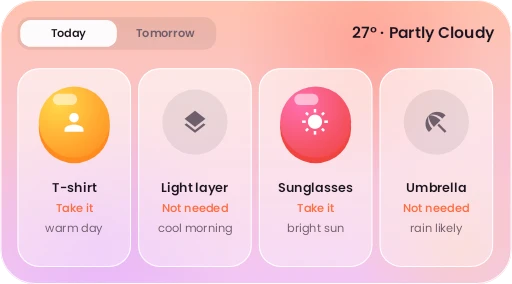 Today
Tomorrow
27° · Partly Cloudy
T-shirt
Take it
warm day
Light layer
Not needed
cool morning
Sunglasses
Take it
bright sun
Umbrella
Not needed
rain likely